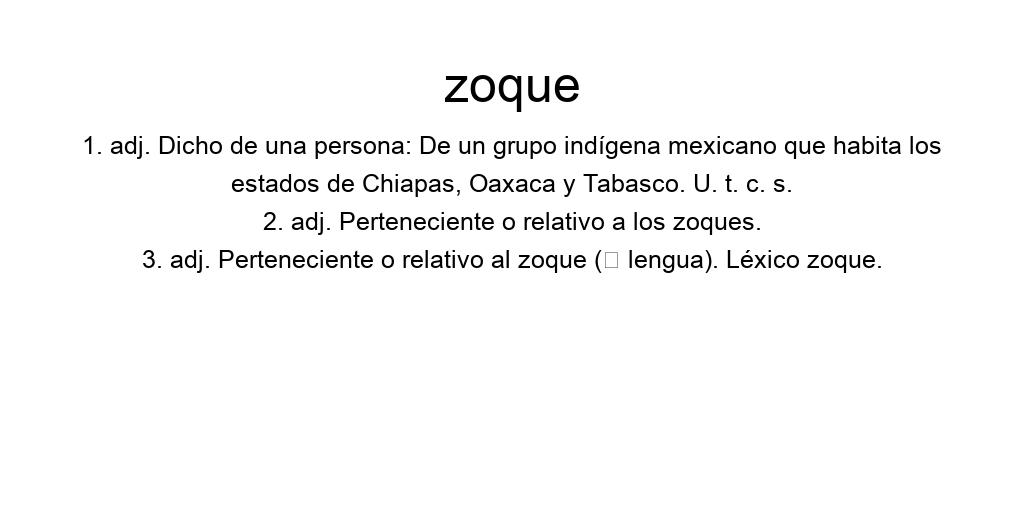 zoque
1. adj. Dicho de una persona: De un grupo indígena mexicano que habita los
estados de Chiapas, Oaxaca y Tabasco. U. t. c. s.
2. adj. Perteneciente o relativo a los zoques.
3. adj. Perteneciente o relativo al zoque (□ lengua). Léxico zoque.